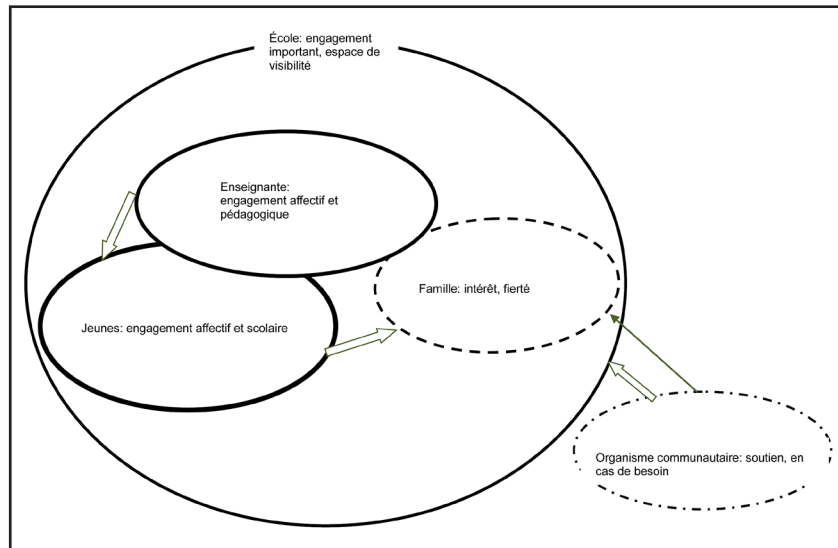 École: engagement
important, espace de
visibilité
Enseignante:
engagement affectif et
pédagogique
Famille: intérêt, fierté
Jeunes: engagement affectif et scolaire
Organisme communautaire: soutien, en
cas de besoin